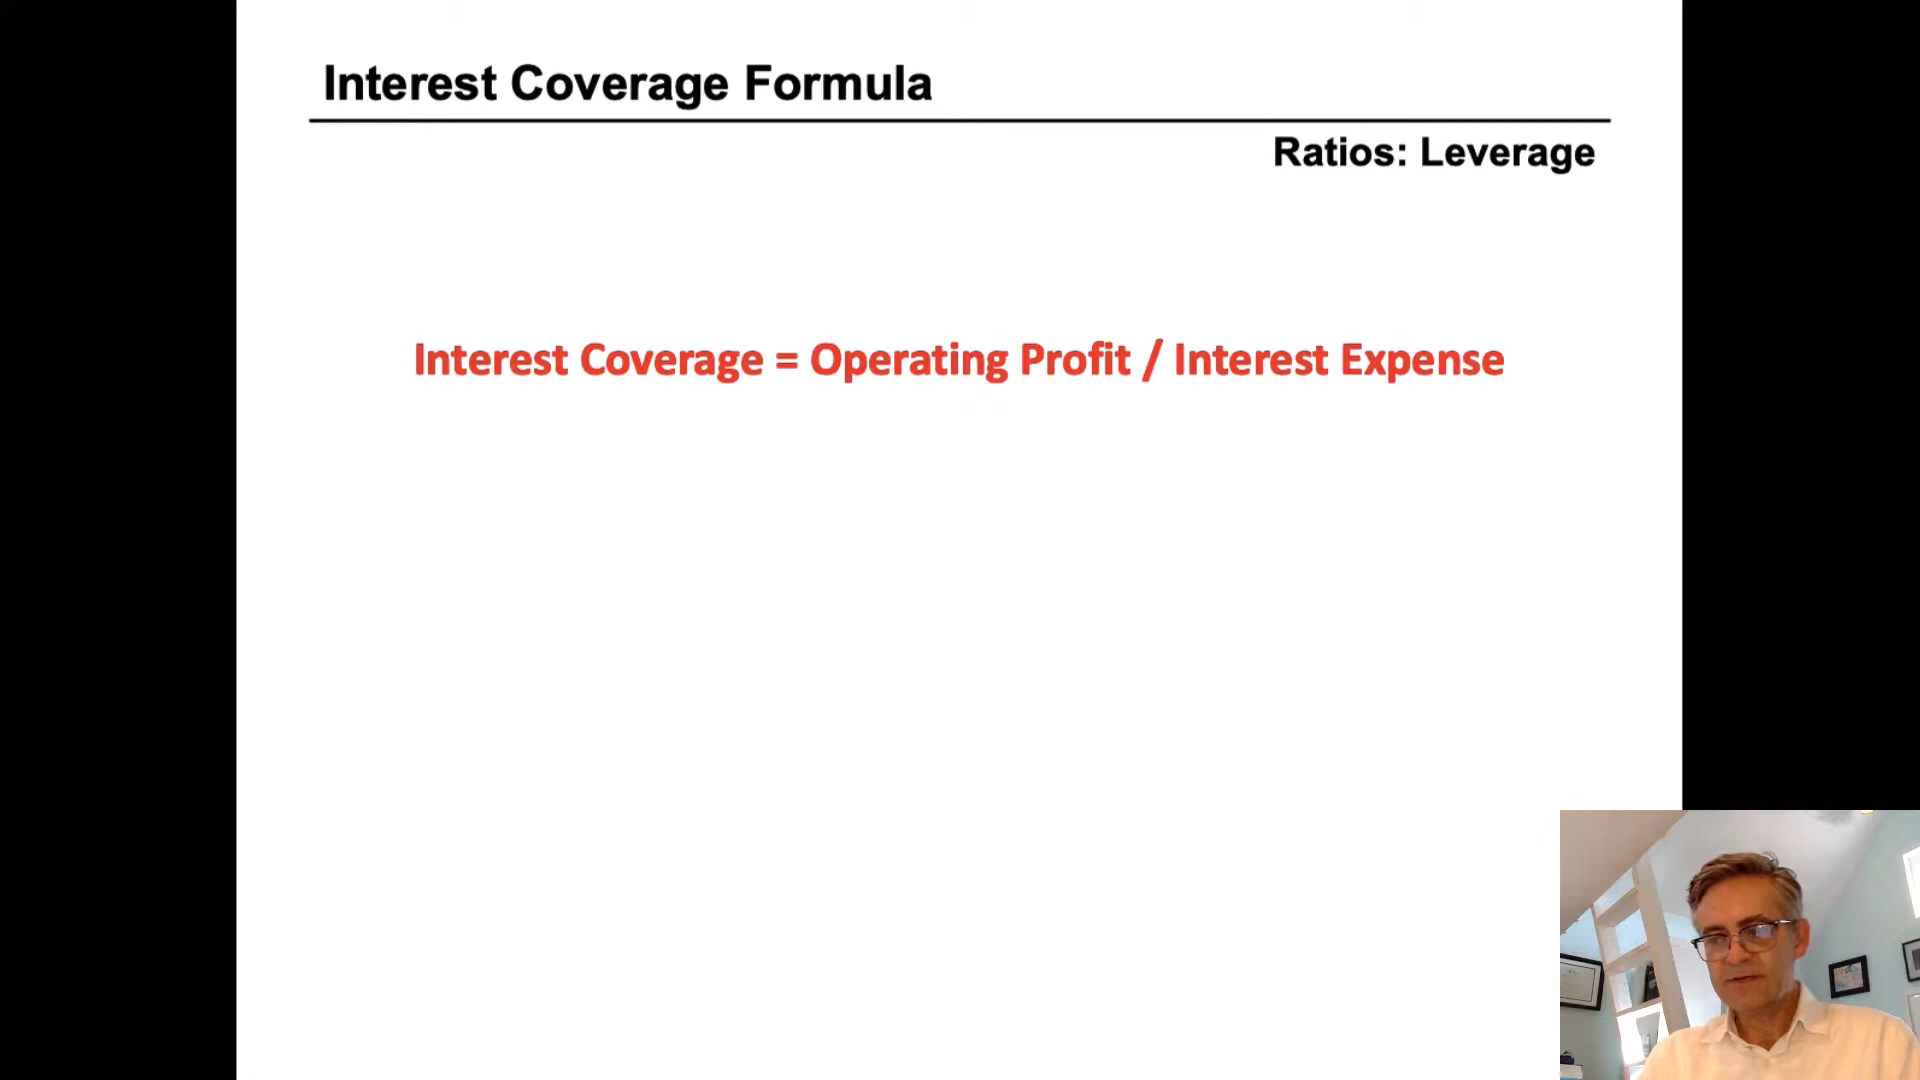 Interest Coverage Formula
Ratios: Leverage
Interest Coverage = Operating Profit / Interest Expense